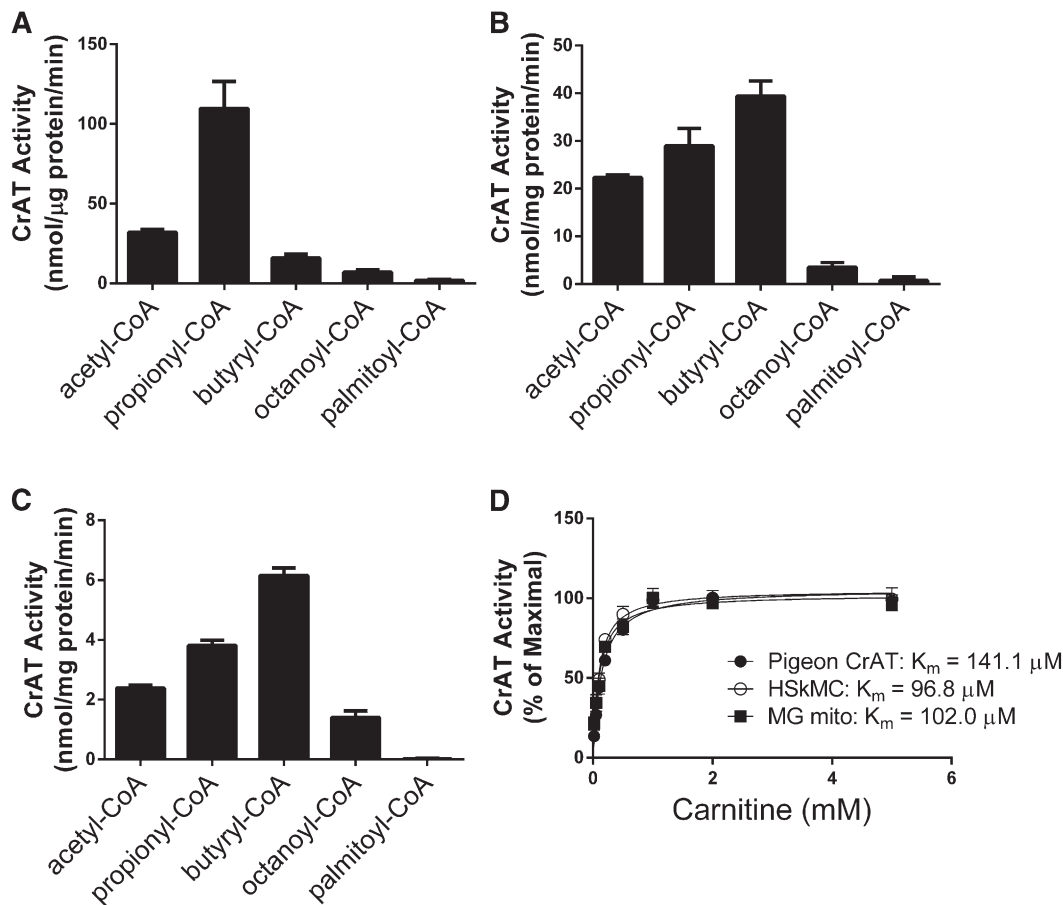 A
CrAT Activity
(nmol/μg protein/min)
150
100
50
0
acetyl-CoA
propionyl-CoA
butyryl-CoA
octanoyl-CoA
palmitoyl-CoA
B
CrAT Activity
(nmol/mg protein/min)
50
40
30
20
10
0
acetyl-CoA
propionyl-CoA
butyryl-CoA
octanoyl-CoA
palmitoyl-CoA
C
CrAT Activity
(nmol/mg protein/min)
8
6
4
2
0
acetyl-CoA
propionyl-CoA
butyryl-CoA
octanoyl-CoA
palmitoyl-CoA
D
CrAT Activity
(% of Maximal)
150
100
50
0
Pigeon CrAT: Km = 141.1 μM
HSkMC: Km = 96.8 μM
MG mito: Km = 102.0 μM
0 2 4 6
Carnitine (mM)